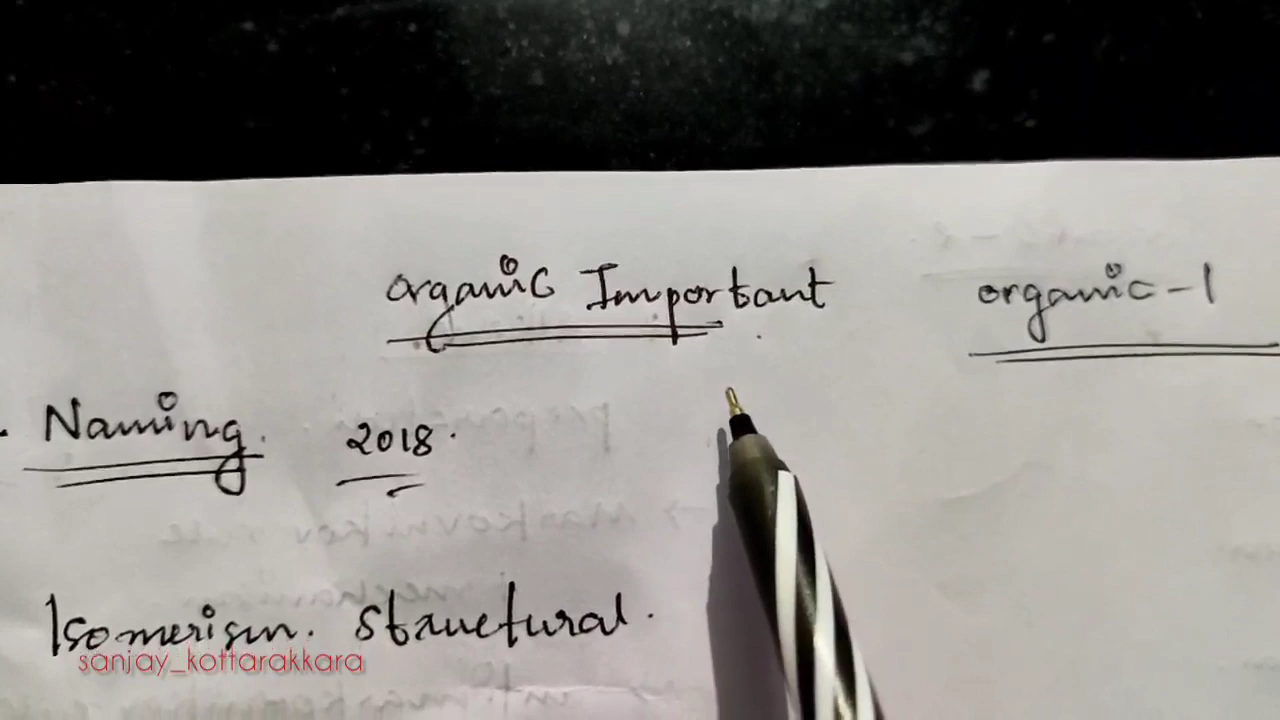 organic Important organic-1
. Naming. 2018.
Isomerism. Structural.
sanjay_kottarakkara